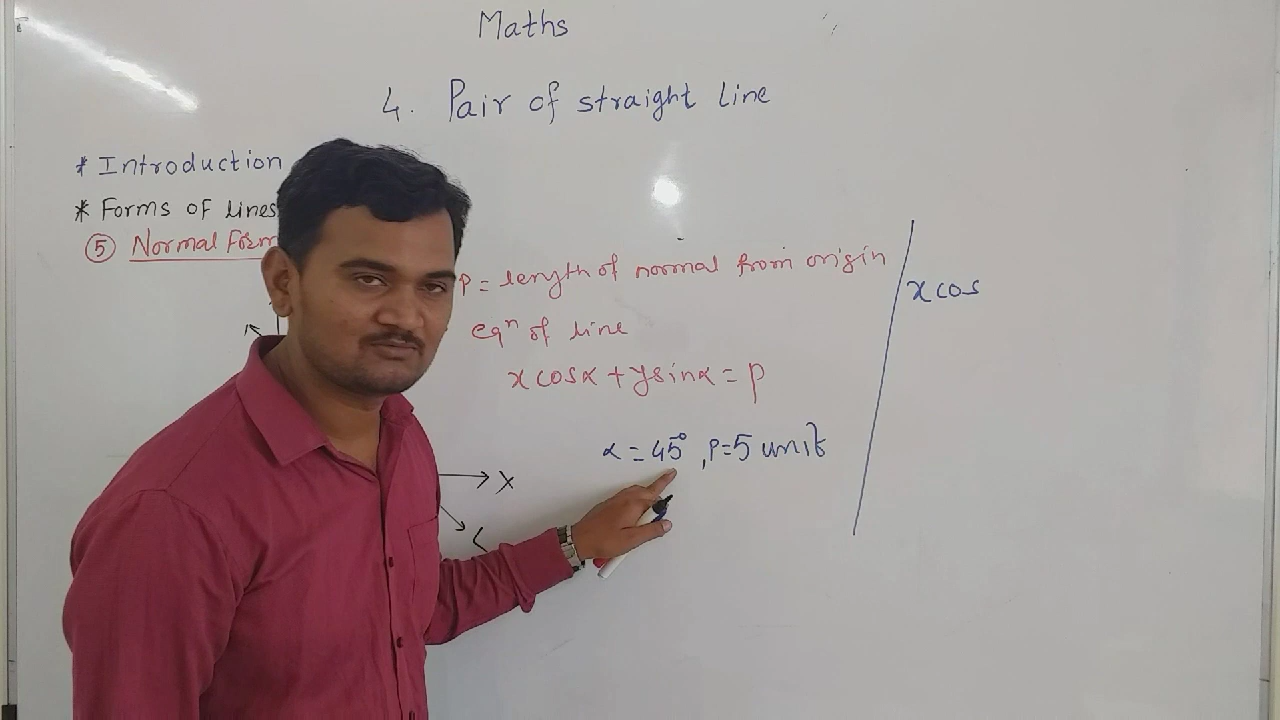 Maths
4. Pair of straight line
* Introduction
* Forms of lines
⑤ Normal Form
P = length of normal from origin
eqⁿ of line
x cosα + y sinα = p
α = 45°, P=5 unit
X
x cos